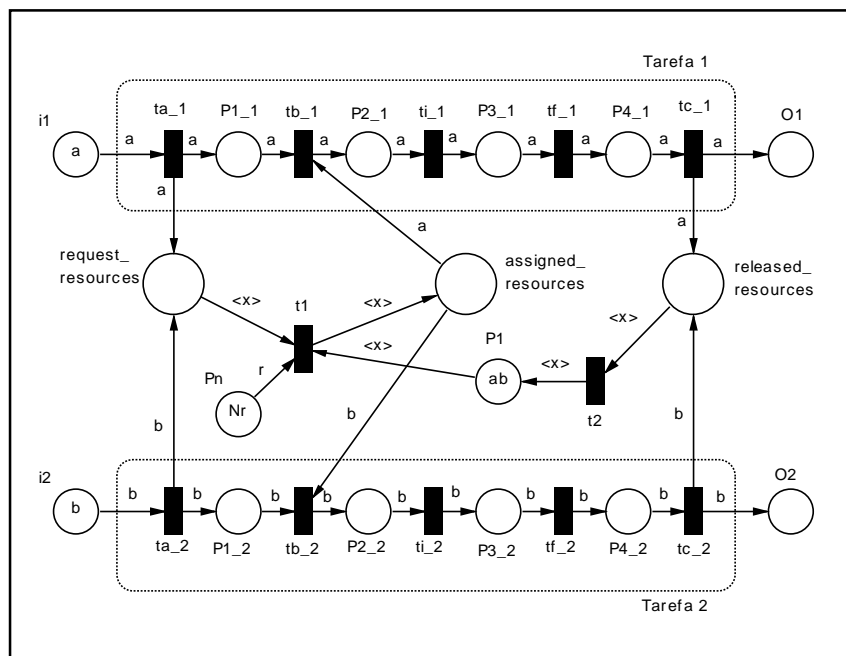 Tarefa 1
i1 ta_1 P1_1 tb_1 P2_1 ti_1 P3_1 tf_1 P4_1 tc_1 O1
a a a a a a a a a a a
a a a
request_
resources
assigned_
resources
released_
resources
<x> t1 <x> <x>
P1
<x> <x>
Pn r ab
Nr t2
b b b
i2 O2
b b b b b b b b b b b
ta_2 P1_2 tb_2 P2_2 ti_2 P3_2 tf_2 P4_2 tc_2
Tarefa 2